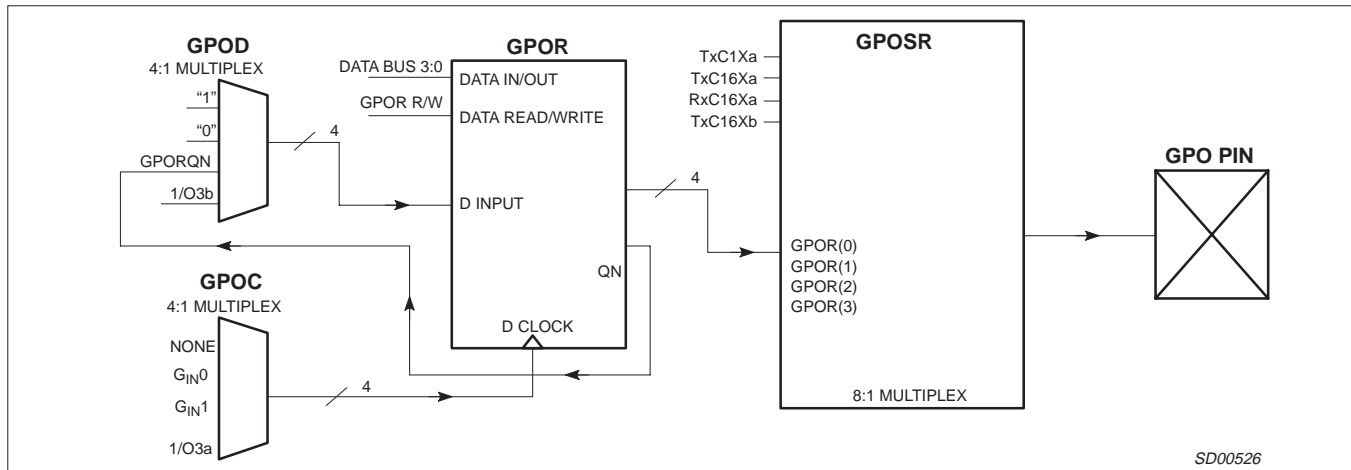 GPOD
4:1 MULTIPLEX
“1”
“0”
GPORQN
1/O3b
4
GPOC
4:1 MULTIPLEX
NONE
GIN0
GIN1
1/O3a
4
GPOR
DATA BUS 3:0
DATA IN/OUT
GPOR R/W
DATA READ/WRITE
D INPUT
QN
D CLOCK
4
GPOSR
TxC1Xa
TxC16Xa
RxC16Xa
TxC16Xb
GPOR(0)
GPOR(1)
GPOR(2)
GPOR(3)
8:1 MULTIPLEX
GPO PIN
SD00526